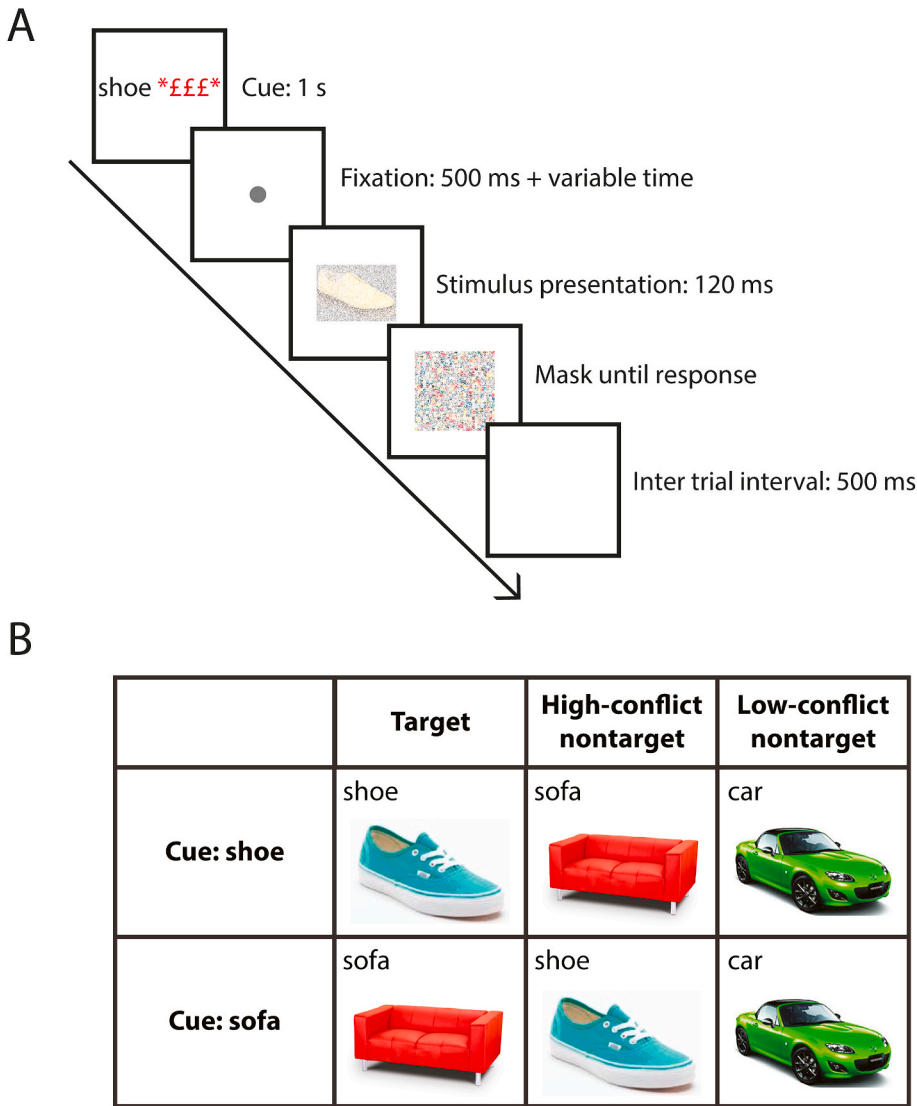 A
shoe *£££*
Cue: 1 s
Fixation: 500 ms + variable time
Stimulus presentation: 120 ms
Mask until response
Inter trial interval: 500 ms
B
Target
High-conflict
nontarget
Low-conflict
nontarget
Cue: shoe
shoe
sofa
car
Cue: sofa
sofa
shoe
car